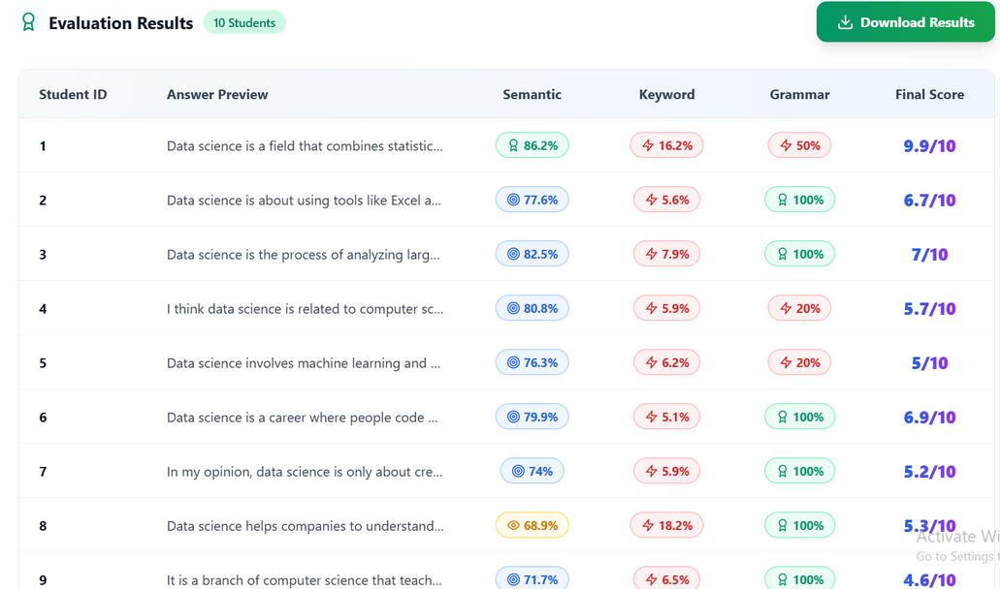 Evaluation Results 10 Students Download Results
Student ID Answer Preview Semantic Keyword Grammar Final Score
1 Data science is a field that combines statistic... 86.2% 16.2% 50% 9.9/10
2 Data science is about using tools like Excel a... 77.6% 5.6% 100% 6.7/10
3 Data science is the process of analyzing larg... 82.5% 7.9% 100% 7/10
4 I think data science is related to computer sc... 80.8% 5.9% 20% 5.7/10
5 Data science involves machine learning and ... 76.3% 6.2% 20% 5/10
6 Data science is a career where people code ... 79.9% 5.1% 100% 6.9/10
7 In my opinion, data science is only about cre... 74% 5.9% 100% 5.2/10
8 Data science helps companies to understand... 68.9% 18.2% 100% 5.3/10
Activate Wi
Go to Settings t
9 It is a branch of computer science that teach... 71.7% 6.5% 100% 4.6/10